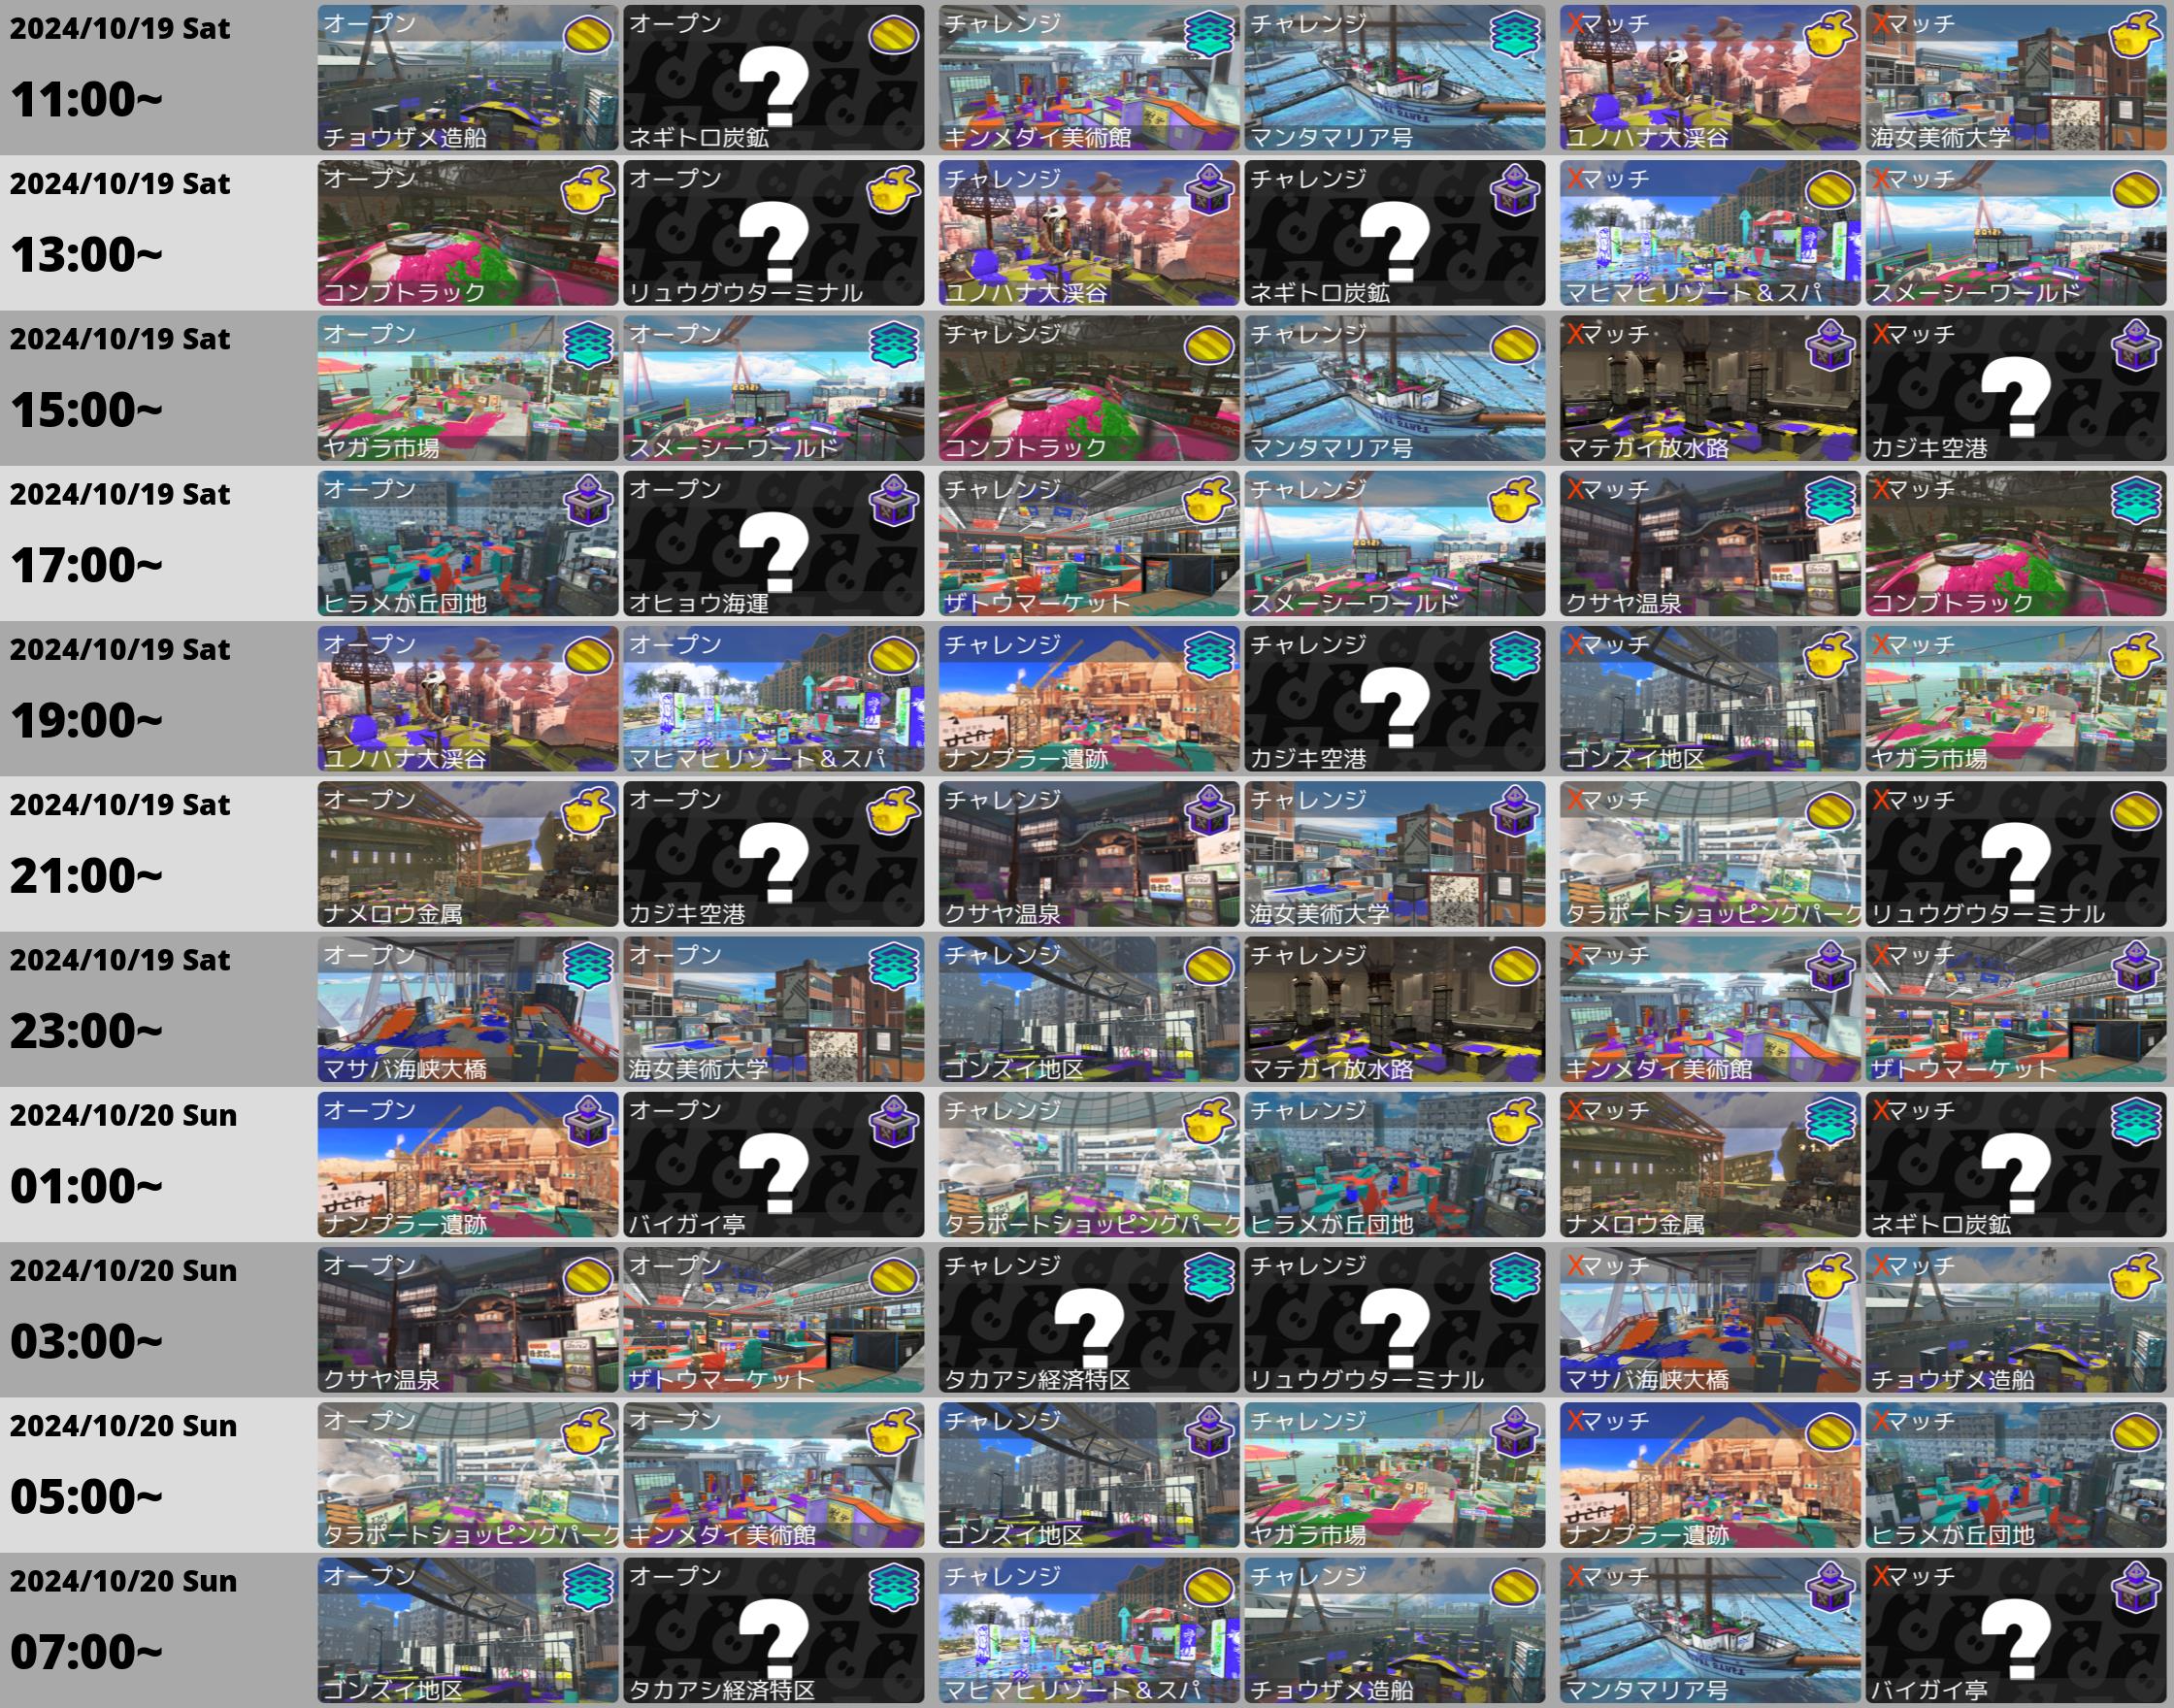 2024/10/19 Sat
11:00~
オープン
チョウザメ造船
オープン
ネギトロ炭鉱
チャレンジ
キンメダイ美術館
チャレンジ
マンタマリア号
Xマッチ
ユノハナ大渓谷
Xマッチ
海女美術大学
2024/10/19 Sat
13:00~
オープン
コンブトラック
オープン
リュウグウターミナル
チャレンジ
ユノハナ大渓谷
チャレンジ
ネギトロ炭鉱
Xマッチ
マヒマヒリゾート＆スパ
Xマッチ
スメーシーワールド
2024/10/19 Sat
15:00~
オープン
ヤガラ市場
オープン
スメーシーワールド
チャレンジ
コンブトラック
チャレンジ
マンタマリア号
Xマッチ
マテガイ放水路
Xマッチ
カジキ空港
2024/10/19 Sat
17:00~
オープン
ヒラメが丘団地
オープン
オヒョウ海運
チャレンジ
ザトウマーケット
チャレンジ
スメーシーワールド
Xマッチ
クサヤ温泉
Xマッチ
コンブトラック
2024/10/19 Sat
19:00~
オープン
ユノハナ大渓谷
オープン
マヒマヒリゾート＆スパ
チャレンジ
ナンプラー遺跡
チャレンジ
カジキ空港
Xマッチ
ゴンズイ地区
Xマッチ
ヤガラ市場
2024/10/19 Sat
21:00~
オープン
ナメロウ金属
オープン
カジキ空港
チャレンジ
クサヤ温泉
チャレンジ
海女美術大学
Xマッチ
タラポートショッピングパーク
Xマッチ
リュウグウターミナル
2024/10/19 Sat
23:00~
オープン
マサバ海峡大橋
オープン
海女美術大学
チャレンジ
ゴンズイ地区
チャレンジ
マテガイ放水路
Xマッチ
キンメダイ美術館
Xマッチ
ザトウマーケット
2024/10/20 Sun
01:00~
オープン
ナンプラー遺跡
オープン
バイガイ亭
チャレンジ
タラポートショッピングパーク
チャレンジ
ヒラメが丘団地
Xマッチ
ナメロウ金属
Xマッチ
ネギトロ炭鉱
2024/10/20 Sun
03:00~
オープン
クサヤ温泉
オープン
ザトウマーケット
チャレンジ
タカアシ経済特区
チャレンジ
リュウグウターミナル
Xマッチ
マサバ海峡大橋
Xマッチ
チョウザメ造船
2024/10/20 Sun
05:00~
オープン
タラポートショッピングパーク
オープン
キンメダイ美術館
チャレンジ
ゴンズイ地区
チャレンジ
ヤガラ市場
Xマッチ
ナンプラー遺跡
Xマッチ
ヒラメが丘団地
2024/10/20 Sun
07:00~
オープン
ゴンズイ地区
オープン
タカアシ経済特区
チャレンジ
マヒマヒリゾート＆スパ
チャレンジ
チョウザメ造船
Xマッチ
マンタマリア号
Xマッチ
バイガイ亭